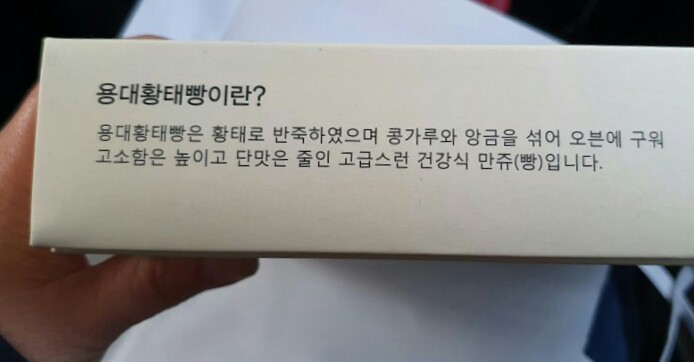 용대황태빵이란?
용대황태빵은 황태로 반죽하였으며 콩가루와 앙금을 섞어 오븐에 구워
고소함은 높이고 단맛은 줄인 고급스런 건강식 만쥬(빵)입니다.